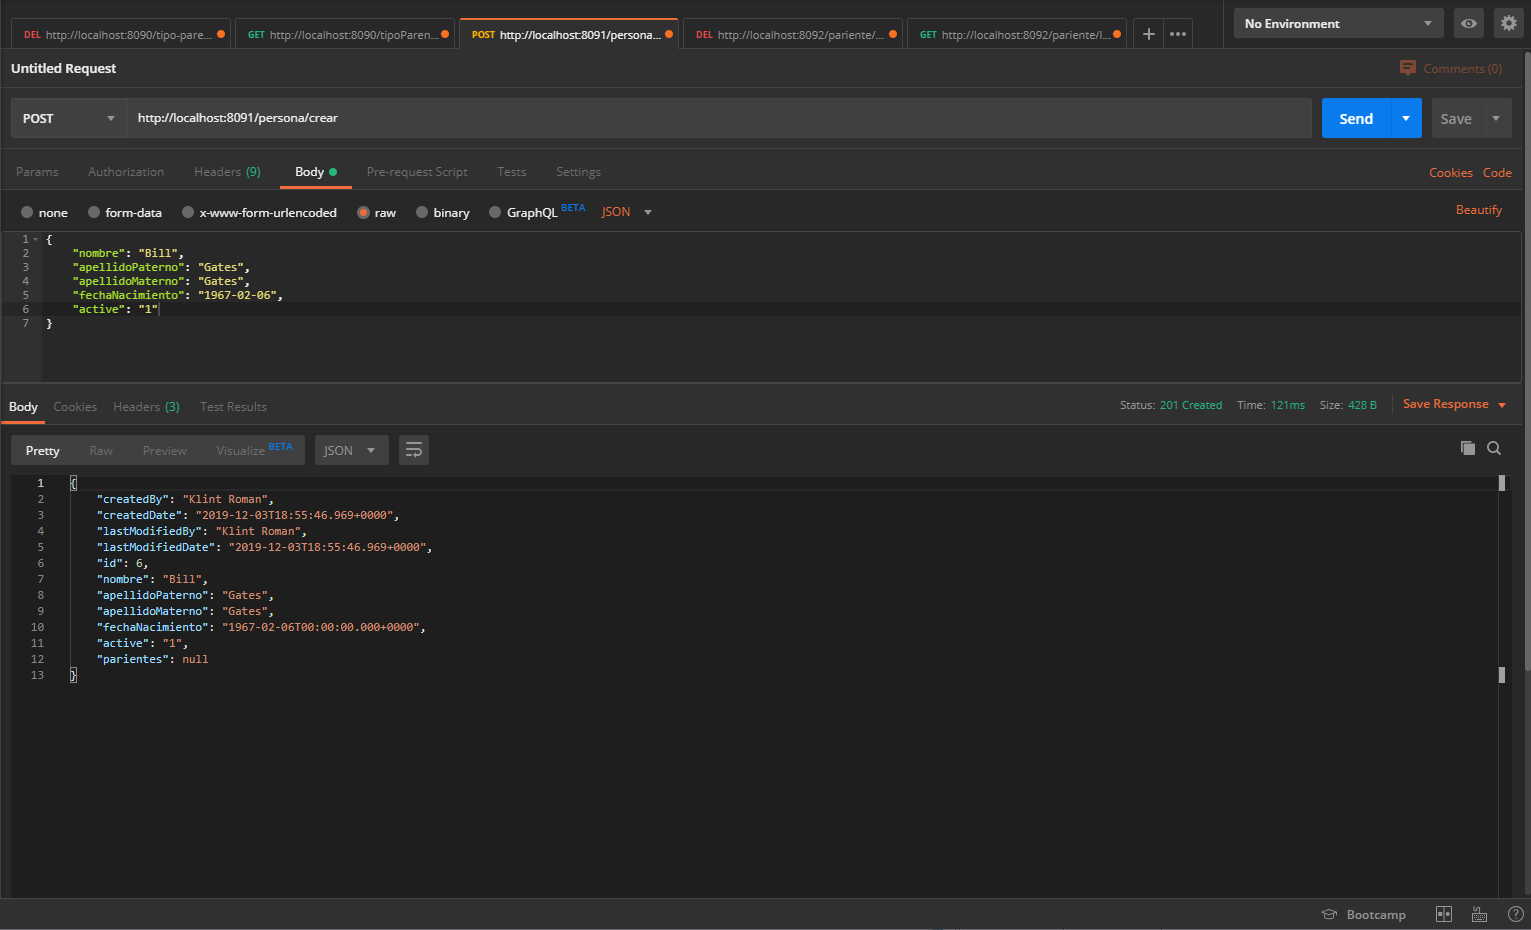 DEL http://localhost:8090/tipo-pare... GET http://localhost:8090/tipoParen... POST http://localhost:8091/persona... DEL http://localhost:8092/pariente/... GET http://localhost:8092/pariente/l... + ••• No Environment
Untitled Request Comments (0)
POST http://localhost:8091/persona/crear Send Save
Params Authorization Headers (9) Body Pre-request Script Tests Settings Cookies Code
none form-data x-www-form-urlencoded raw binary GraphQL BETA JSON Beautify
1 {
2 "nombre": "Bill",
3 "apellidoPaterno": "Gates",
4 "apellidoMaterno": "Gates",
5 "fechaNacimiento": "1967-02-06",
6 "active": "1"
7 }
Body Cookies Headers (3) Test Results Status: 201 Created Time: 121ms Size: 428 B Save Response
Pretty Raw Preview Visualize BETA JSON
1 {
2 "createdBy": "Klint Roman",
3 "createdDate": "2019-12-03T18:55:46.969+0000",
4 "lastModifiedBy": "Klint Roman",
5 "lastModifiedDate": "2019-12-03T18:55:46.969+0000",
6 "id": 6,
7 "nombre": "Bill",
8 "apellidoPaterno": "Gates",
9 "apellidoMaterno": "Gates",
10 "fechaNacimiento": "1967-02-06T00:00:00.000+0000",
11 "active": "1",
12 "parientes": null
13 }
Bootcamp ?